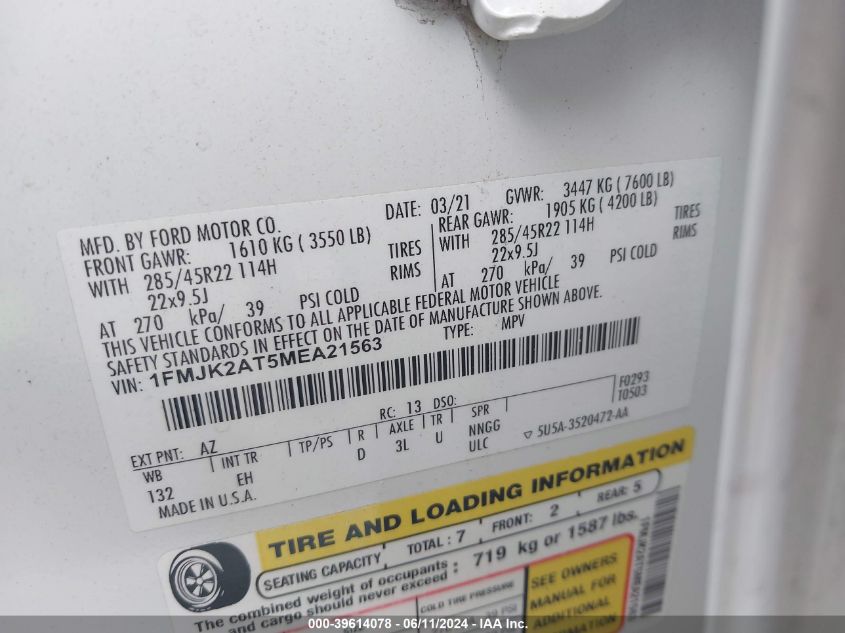 MFD. BY FORD MOTOR CO.
DATE: 03/21 GVWR: 3447 KG ( 7600 LB)
FRONT GAWR: 1610 KG ( 3550 LB)
REAR GAWR: 1905 KG ( 4200 LB)
WITH 285/45R22 114H TIRES
WITH 285/45R22 114H TIRES
22x9.5J RIMS
22x9.5J RIMS
AT 270 kPa/ 39 PSI COLD
AT 270 kPa/ 39 PSI COLD
THIS VEHICLE CONFORMS TO ALL APPLICABLE FEDERAL MOTOR VEHICLE
SAFETY STANDARDS IN EFFECT ON THE DATE OF MANUFACTURE SHOWN ABOVE.
VIN: 1FMJK2AT5MEA21563 TYPE: MPV
F0293
T0503
EXT PNT: AZ RC: 13 DSO:
WB INT TR TP/PS R AXLE TR SPR
132 EH D 3L U NNGG
ULC
▽ 5U5A-3520472-AA
MADE IN U.S.A.
TIRE AND LOADING INFORMATION
SEATING CAPACITY TOTAL: 7 FRONT: 2 REAR: 5
The combined weight of occupants
and cargo should never exceed : 719 kg or 1587 lbs.
COLD TIRE PRESSURE
39 PSI
SEE OWNERS
MANUAL FOR
ADDITIONAL
INFORMATION
000-39614078 - 06/11/2024 - IAA Inc.